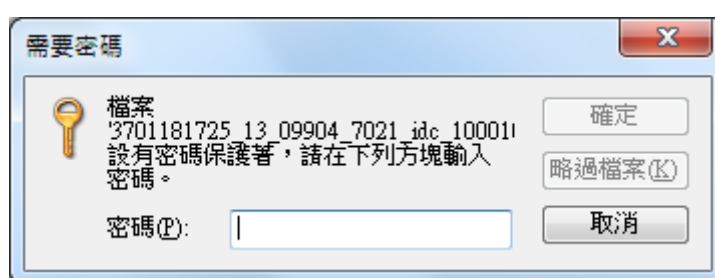 需要密碼
檔案
'3701181725_13_09904_7021_idc_10001
設有密碼保護著，請在下列方塊輸入
密碼。
密碼(P):
確定
略過檔案(K)
取消